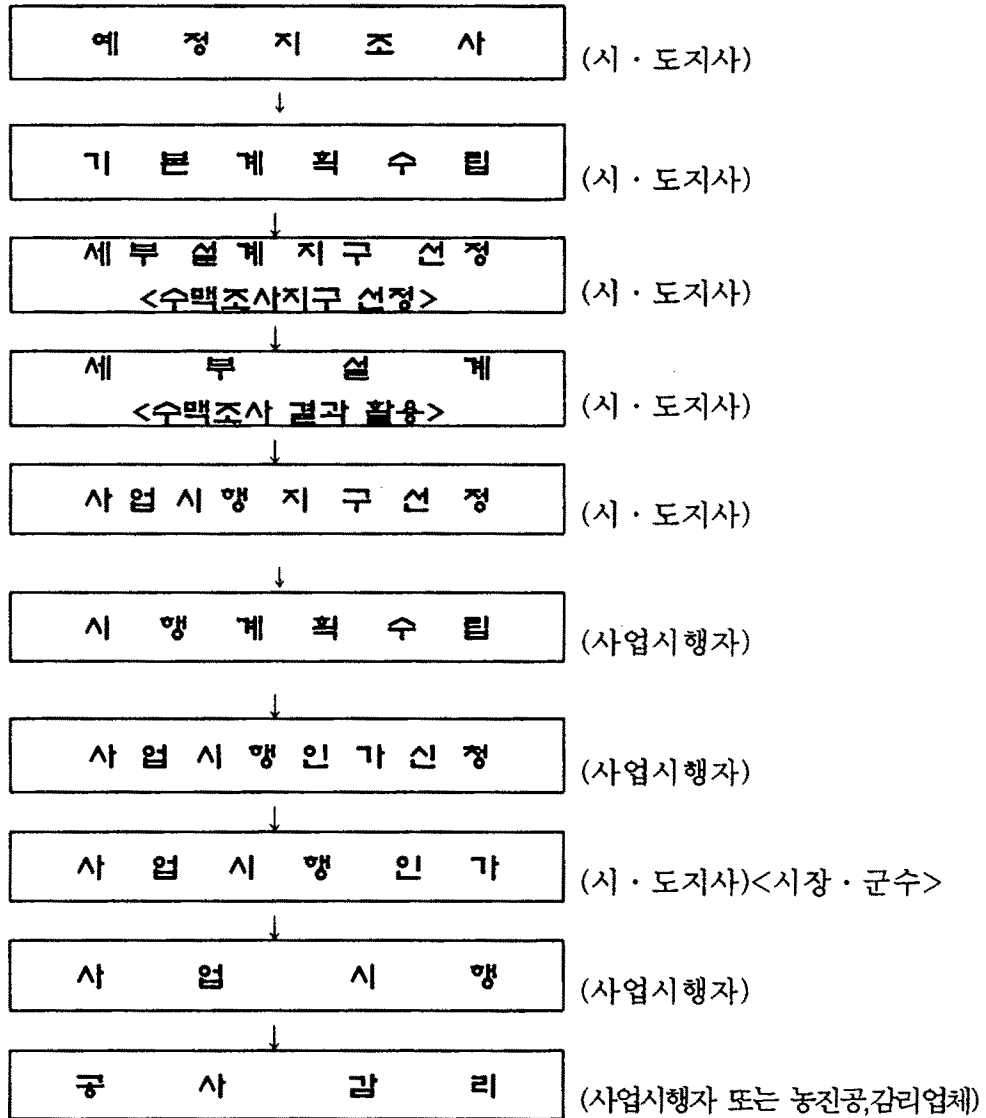 예 정 지 조 사 (시·도지사)
↓
기 본 계 획 수 립 (시·도지사)
↓
세 부 설 계 지 구 선 정
<수맥조사지구 선정> (시·도지사)
↓
세 부 설 계
<수맥조사 결과 활용> (시·도지사)
↓
사 업 시 행 지 구 선 정 (시·도지사)
↓
시 행 계 획 수 립 (사업시행자)
↓
사 업 시 행 인 가 신 청 (사업시행자)
↓
사 업 시 행 인 가 (시·도지사)<시장·군수>
↓
사 업 시 행 (사업시행자)
↓
공 사 감 리 (사업시행자 또는 농진공,감리업체)